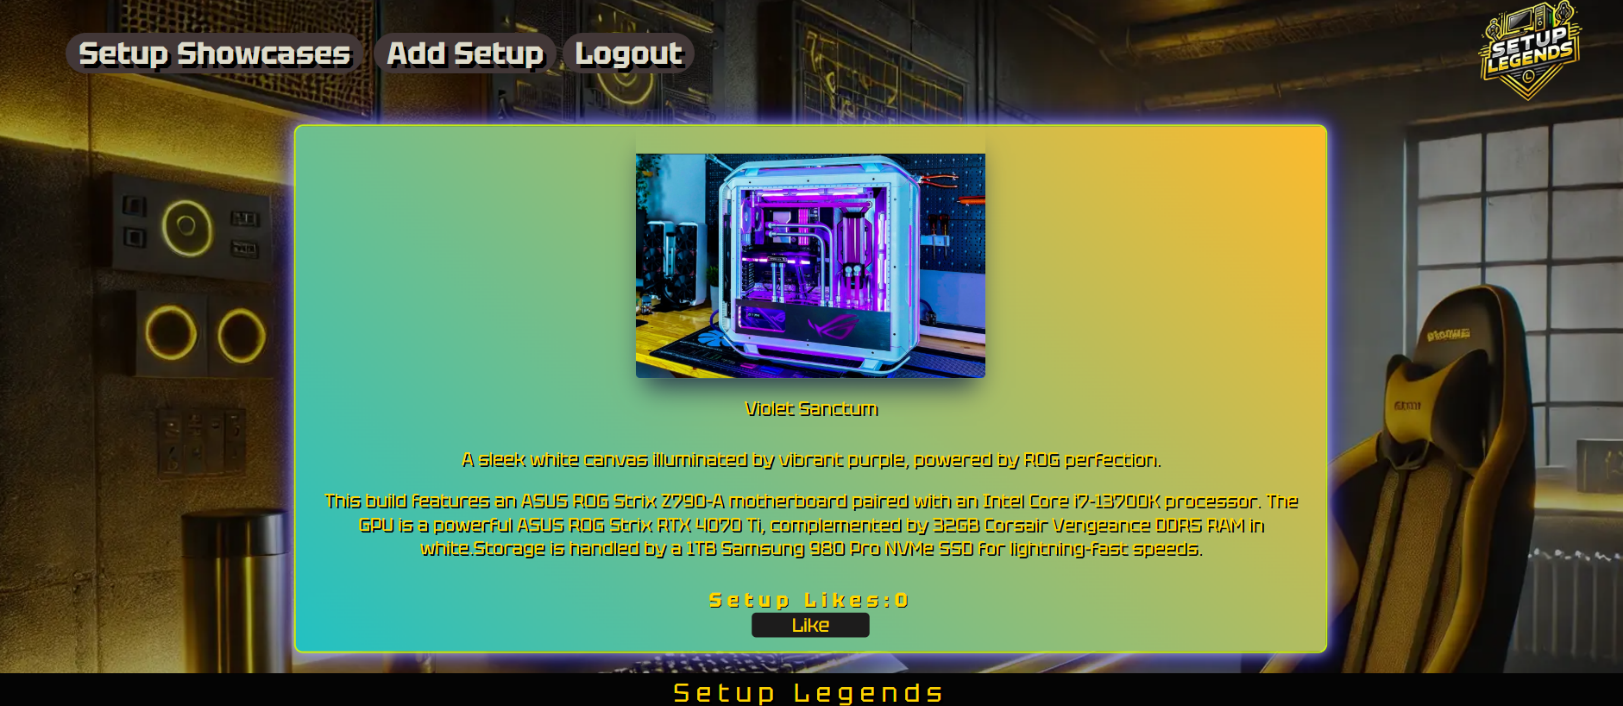 Setup Showcases Add Setup Logout
SETUP
LEGENDS
Violet Sanctum
A sleek white canvas illuminated by vibrant purple, powered by ROG perfection.
This build features an ASUS ROG Strix Z790-A motherboard paired with an Intel Core i7-13700K processor. The
GPU is a powerful ASUS ROG Strix RTX 4070 Ti, complemented by 32GB Corsair Vengeance DDR5 RAM in
white.Storage is handled by a 1TB Samsung 980 Pro NVMe SSD for lightning-fast speeds.
Setup Likes:0
Like
Setup Legends